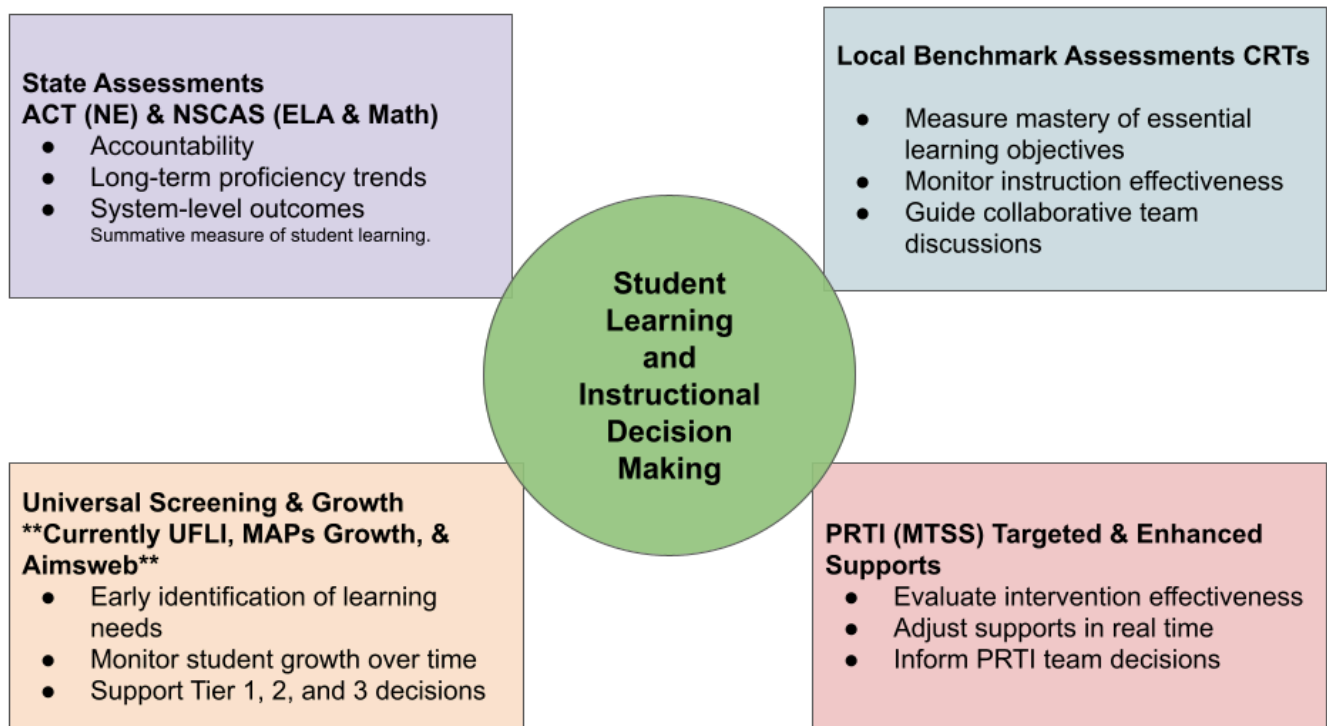 State Assessments
ACT (NE) & NSCAS (ELA & Math)
● Accountability
● Long-term proficiency trends
● System-level outcomes
Summative measure of student learning.
Local Benchmark Assessments CRTs
● Measure mastery of essential
learning objectives
● Monitor instruction effectiveness
● Guide collaborative team
discussions
Student
Learning
and
Instructional
Decision
Making
Universal Screening & Growth
**Currently UFLI, MAPs Growth, &
Aimsweb**
● Early identification of learning
needs
● Monitor student growth over time
● Support Tier 1, 2, and 3 decisions
PRTI (MTSS) Targeted & Enhanced
Supports
● Evaluate intervention effectiveness
● Adjust supports in real time
● Inform PRTI team decisions